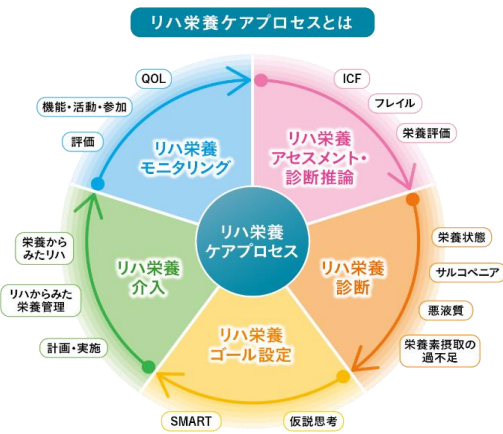 リハ栄養ケアプロセスとは
QOL
機能・活動・参加
評価
リハ栄養
モニタリング
ICF
フレイル
栄養評価
リハ栄養
アセスメント・
診断推論
リハ栄養
ケアプロセス
栄養状態
サルコペニア
悪液質
栄養素摂取の
過不足
リハ栄養
診断
リハ栄養
ゴール設定
仮説思考
SMART
リハ栄養
介入
栄養から
みたリハ
リハからみた
栄養管理
計画・実施